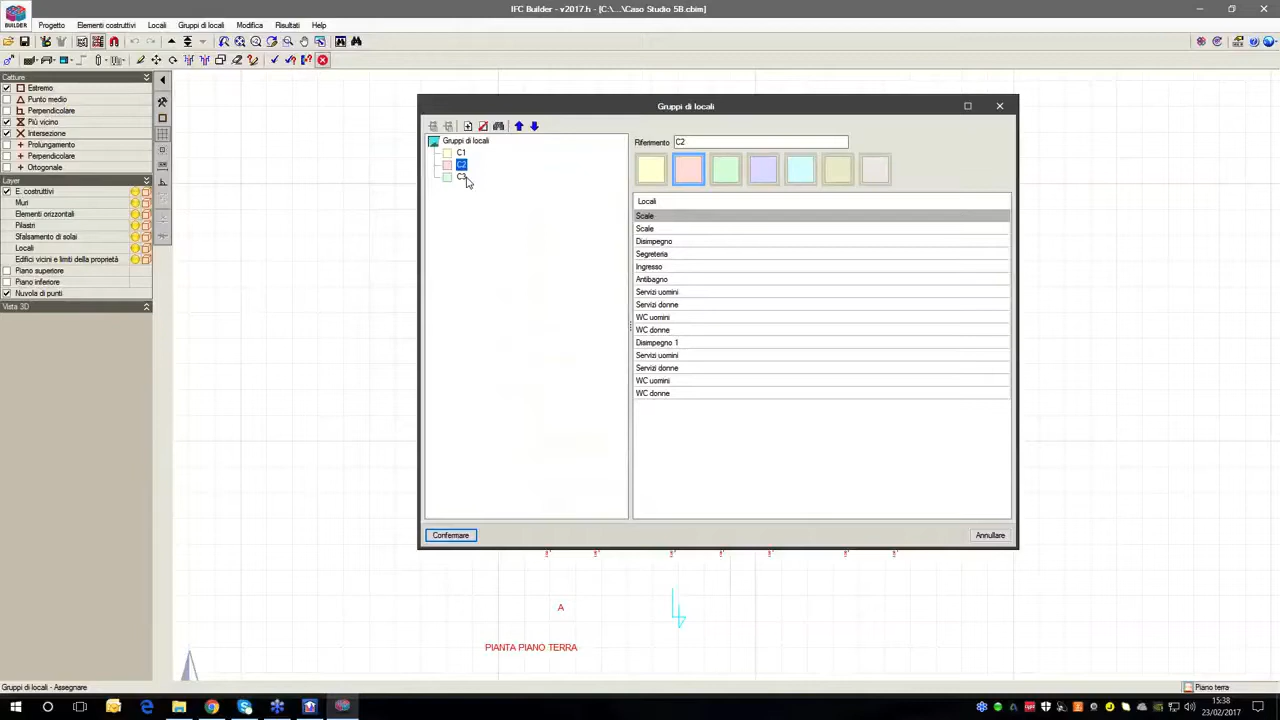 IFC Builder - v2017.h - [C:\...\Caso Studio 5B.cbim]
BUILDER
Progetto Elementi costruttivi Locali Gruppi di locali Modifica Risultati Help
Catture
Estremo
Punto medio
Perpendicolare
Più vicino
Intersezione
Prolungamento
Perpendicolare
Ortogonale
Layer
E. costruttivi
Muri
Elementi orizzontali
Pilastri
Sfalsamento di solai
Locali
Edifici vicini e limiti della proprietà
Piano superiore
Piano inferiore
Nuvola di punti
Vista 3D
Gruppi di locali
Gruppi di locali
C1
C2
C3
Riferimento C2
Locali
Scale
Scale
Disimpegno
Segreteria
Ingresso
Antibagno
Servizi uomini
Servizi donne
WC uomini
WC donne
Disimpegno 1
Servizi uomini
Servizi donne
WC uomini
WC donne
Confermare Annullare
A
PIANTA PIANO TERRA
Gruppi di locali - Assegnare Piano terra
15:38
23/02/2017